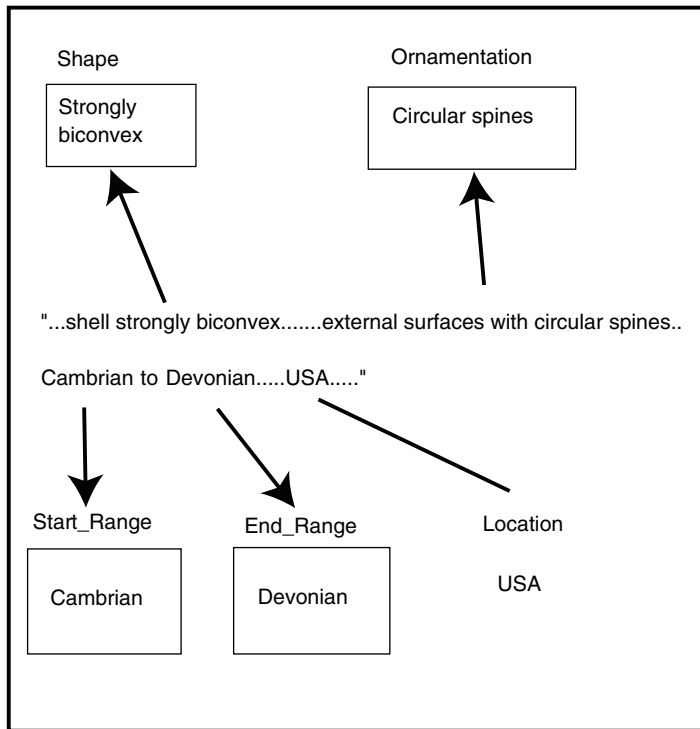 Shape
Ornamentation
Strongly
biconvex
Circular spines
"...shell strongly biconvex.......external surfaces with circular spines..
Cambrian to Devonian.....USA....."
Start_Range
End_Range
Location
Cambrian
Devonian
USA